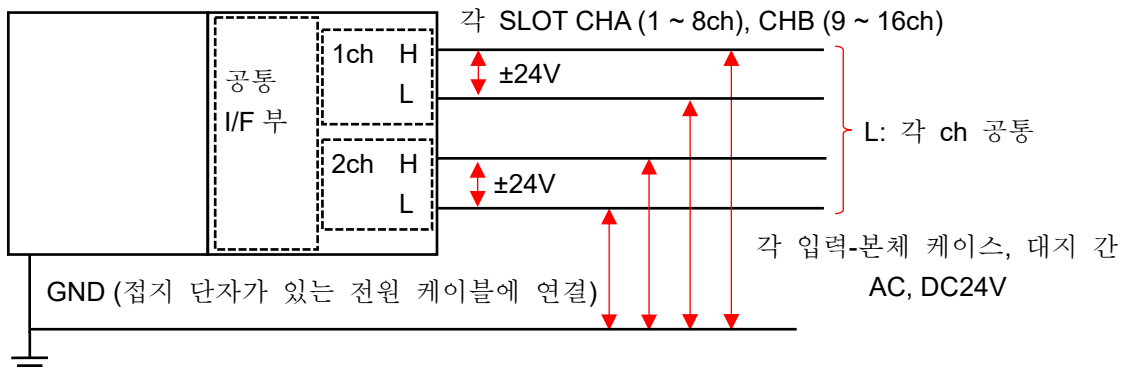 각 SLOT CHA (1 ~ 8ch), CHB (9 ~ 16ch)
공통
I/F 부
1ch H
L
±24V
2ch H
L
±24V
L: 각 ch 공통
각 입력-본체 케이스, 대지 간
AC, DC24V
GND (접지 단자가 있는 전원 케이블에 연결)